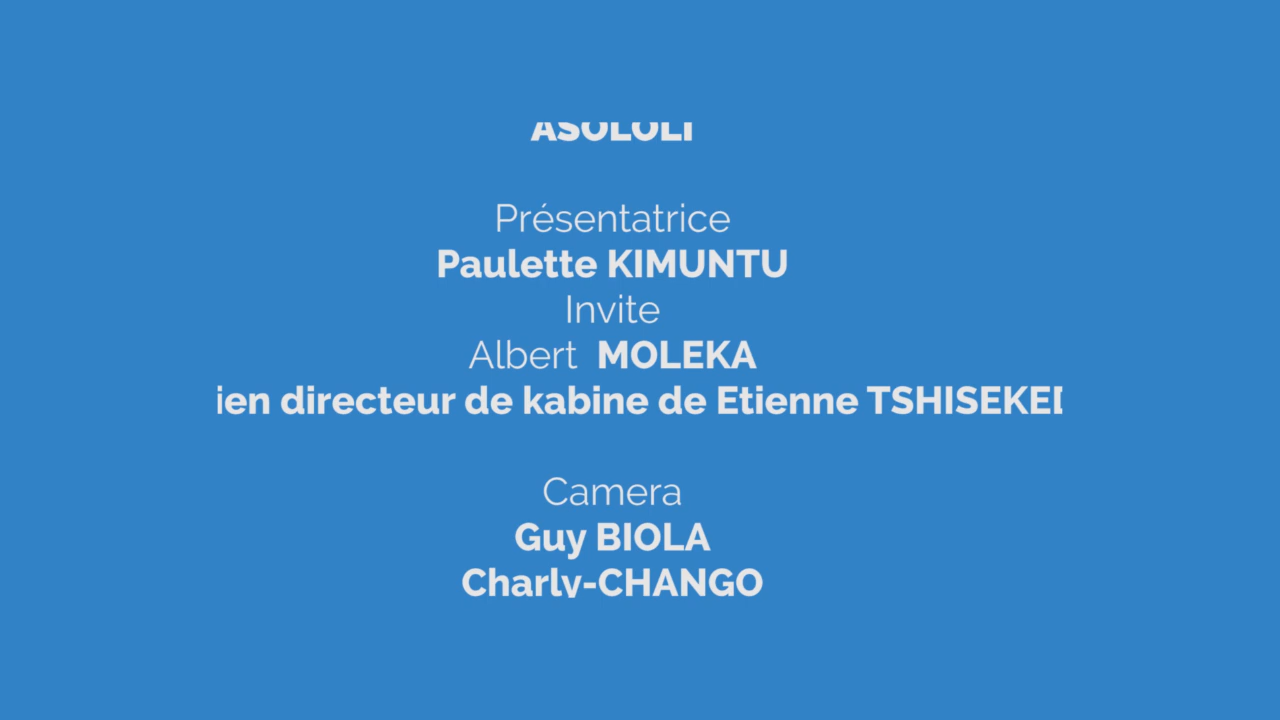 ASOLOLI
Présentatrice
Paulette KIMUNTU
Invite
Albert MOLEKA
ien directeur de kabine de Etienne TSHISEKEI
Camera
Guy BIOLA
Charly-CHANGO